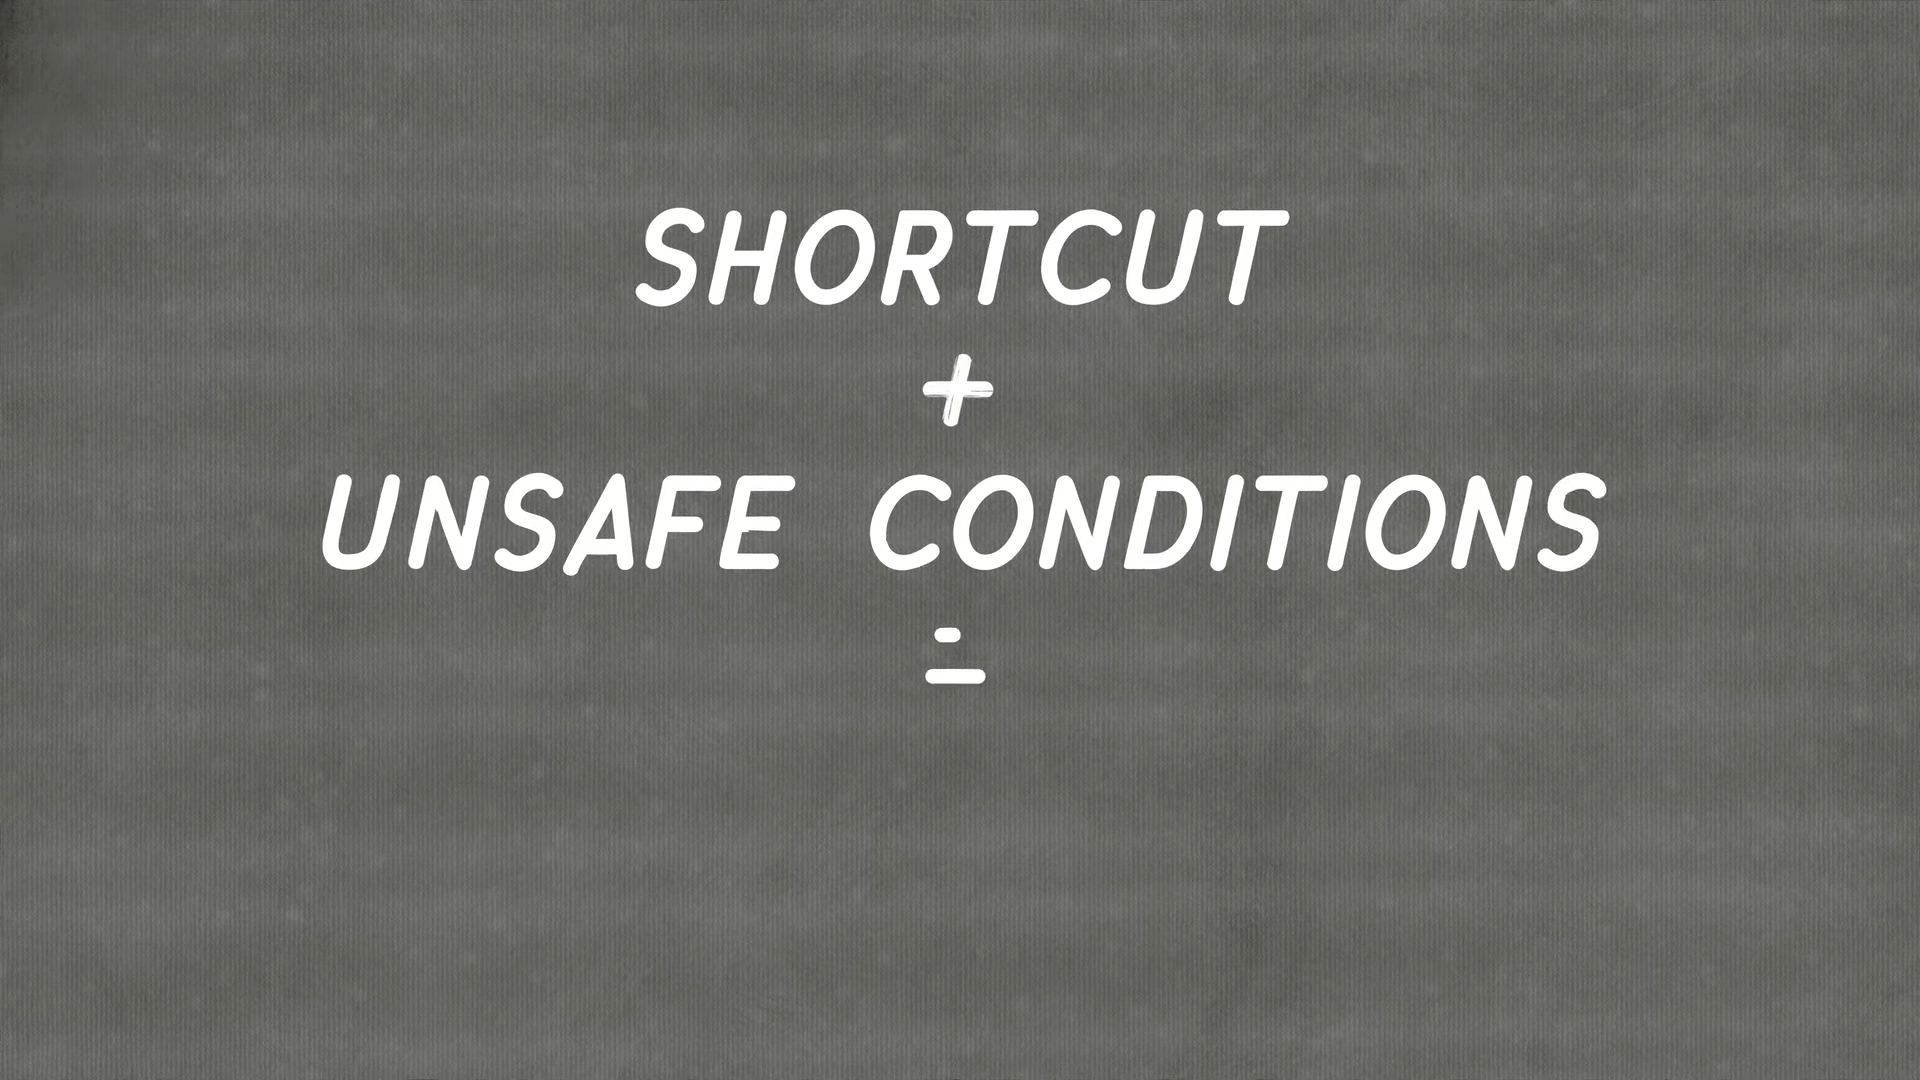 SHORTCUT
+
UNSAFE CONDITIONS
=